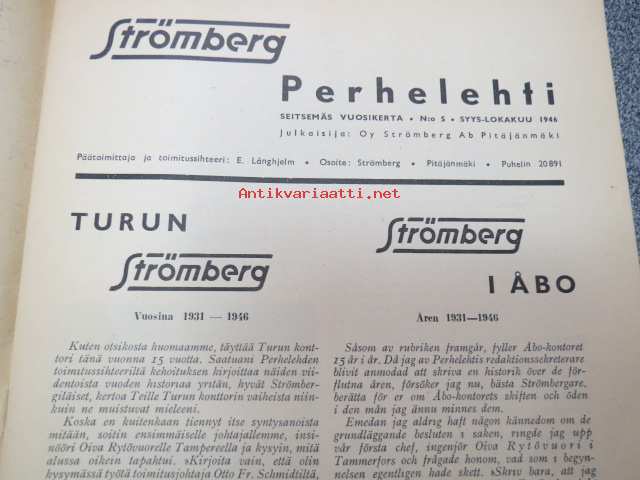 Strömberg
Perhelehti
SEITSEMÄS VUOSIKERTA • N:o 5 • SYYS-LOKAKUU 1946
Julkaisija: Oy Strömberg Ab Pitäjänmäki
Päätoimittaja ja toimitussihteeri: E. Långhjelm • Osoite: Strömberg • Pitäjänmäki • Puhelin 20 891
Antikvariaatti.net
TURUN
Strömberg
Vuosina 1931 — 1946
Kuten otsikosta huomaamme, täyttää Turun kont-
tori tänä vuonna 15 vuotta. Saatuani Perhelehden
toimitussihteeriltä kehoituksen kirjoittaa näiden vii-
dentoista vuoden historiaa yritän, hyvät Strömber-
giläiset, kertoa Teille Turun konttorin vaiheista niin-
kuin ne muistuvat mieleeni.
Koska en kuitenkaan tiennyt itse syntysanoista
mitään, soitin ensimmäiselle johtajallemme, insi-
nööri Oiva Rytövuorelle Tampereella ja kysyin, mitä
alussa oikein tapahtui. »Kirjoita vain, että olin
kysymässä työtä toimitusjohtaja Otto Fr. Schmidtiltä,
Strömberg
I ÅBO
Åren 1931—1946
Såsom av rubriken framgår, fyller Åbo-kontoret
15 år i år. Då jag av Perhelehtis redaktionssekreterare
blivit anmodad att skriva en historik över de för-
flutna åren, försöker jag nu, bästa Strömbergare,
berätta för er om Åbo-kontorets skiften och öden
i den mån jag ännu minnes dem.
Emedan jag aldrig haft någon kännedom om de
grundläggande besluten i saken, ringde jag upp
vår första chef, ingenjör Oiva Rytövuori i
Tammerfors och frågade honom, vad som i begyn-
nelsen egentligen hade skett. »Skriv bara, att jag